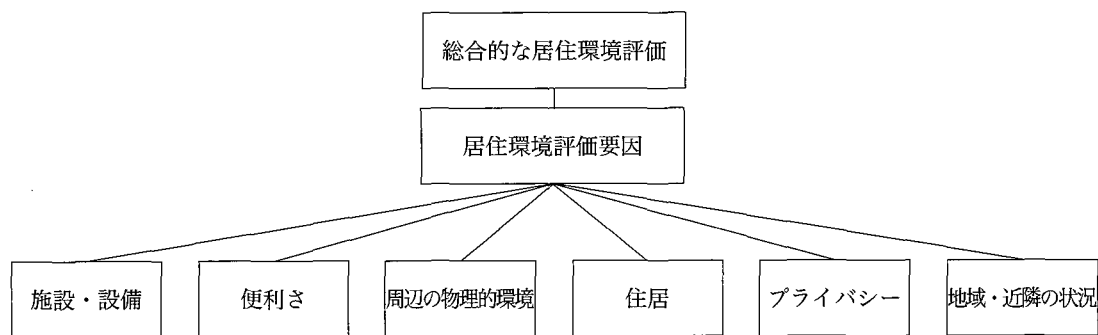 総合的な居住環境評価
居住環境評価要因
施設・設備
便利さ
周辺の物理的環境
住居
プライバシー
地域・近隣の状況